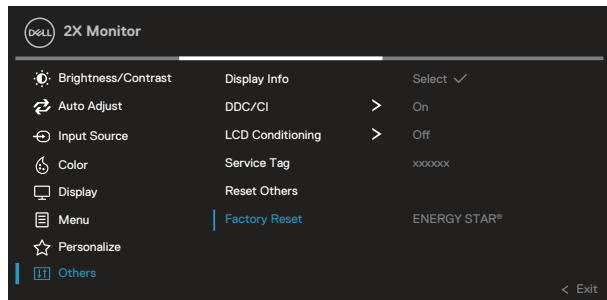 DELL 2X Monitor
Brightness/Contrast Display Info Select
Auto Adjust DDC/CI > On
Input Source LCD Conditioning > Off
Color Service Tag xxxxxx
Display Reset Others
Menu Factory Reset ENERGY STAR®
Personalize
Others
< Exit